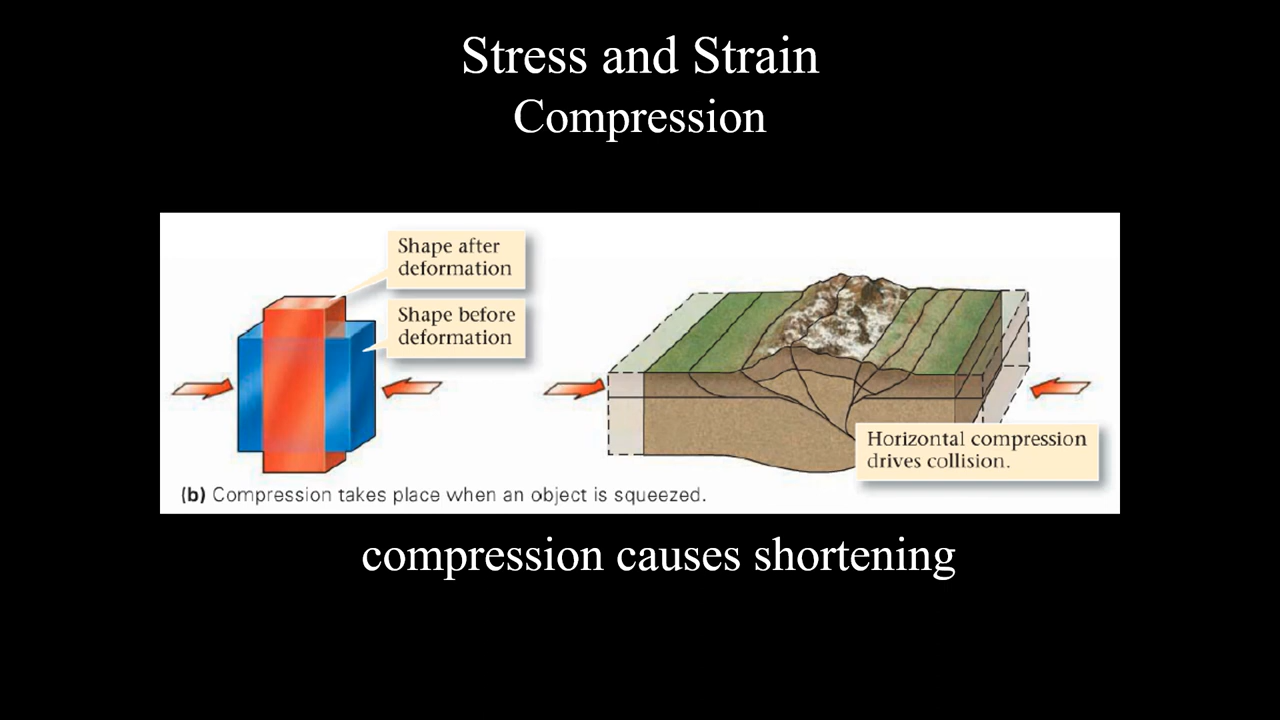 Stress and Strain
Compression
Shape after
deformation
Shape before
deformation
Horizontal compression
drives collision.
(b) Compression takes place when an object is squeezed.
compression causes shortening